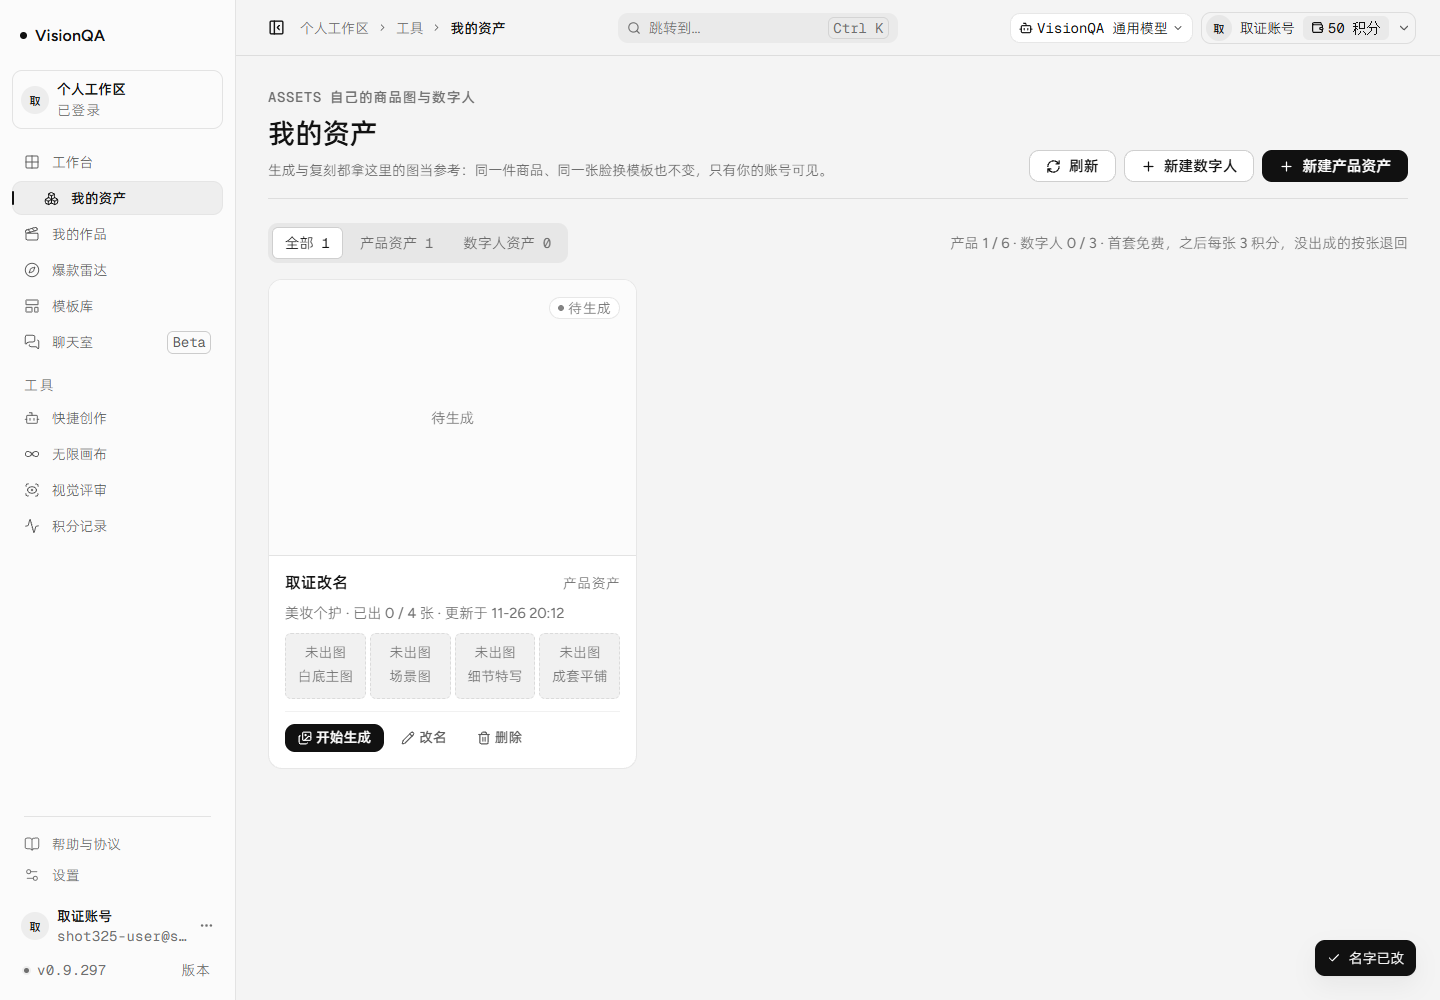 VisionQA
取
个人工作区
已登录
工作台
我的资产
我的作品
爆款雷达
模板库
聊天室 Beta
工具
快捷创作
无限画布
视觉评审
积分记录
帮助与协议
设置
取
取证账号
shot325-user@s…
v0.9.297 版本
个人工作区 工具 我的资产
跳转到… Ctrl K
VisionQA 通用模型
取 取证账号 50 积分
ASSETS 自己的商品图与数字人
我的资产
生成与复刻都拿这里的图当参考：同一件商品、同一张脸换模板也不变，只有你的账号可见。
刷新 新建数字人 新建产品资产
全部 1 产品资产 1 数字人资产 0
产品 1 / 6 · 数字人 0 / 3 · 首套免费，之后每张 3 积分，没出成的按张退回
待生成
待生成
取证改名 产品资产
美妆个护 · 已出 0 / 4 张 · 更新于 11-26 20:12
未出图 未出图 未出图 未出图
白底主图 场景图 细节特写 成套平铺
开始生成 改名 删除
名字已改